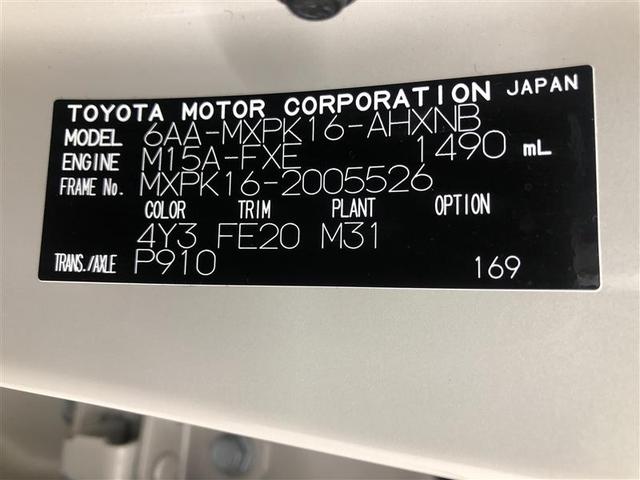 TOYOTA MOTOR CORPORATION JAPAN
MODEL 6AA-MXPK16-AHXNB
ENGINE M15A-FXE 1490 mL
FRAME No. MXPK16-2005526
COLOR TRIM PLANT OPTION
4Y3 FE20 M31
TRANS./AXLE P910 169